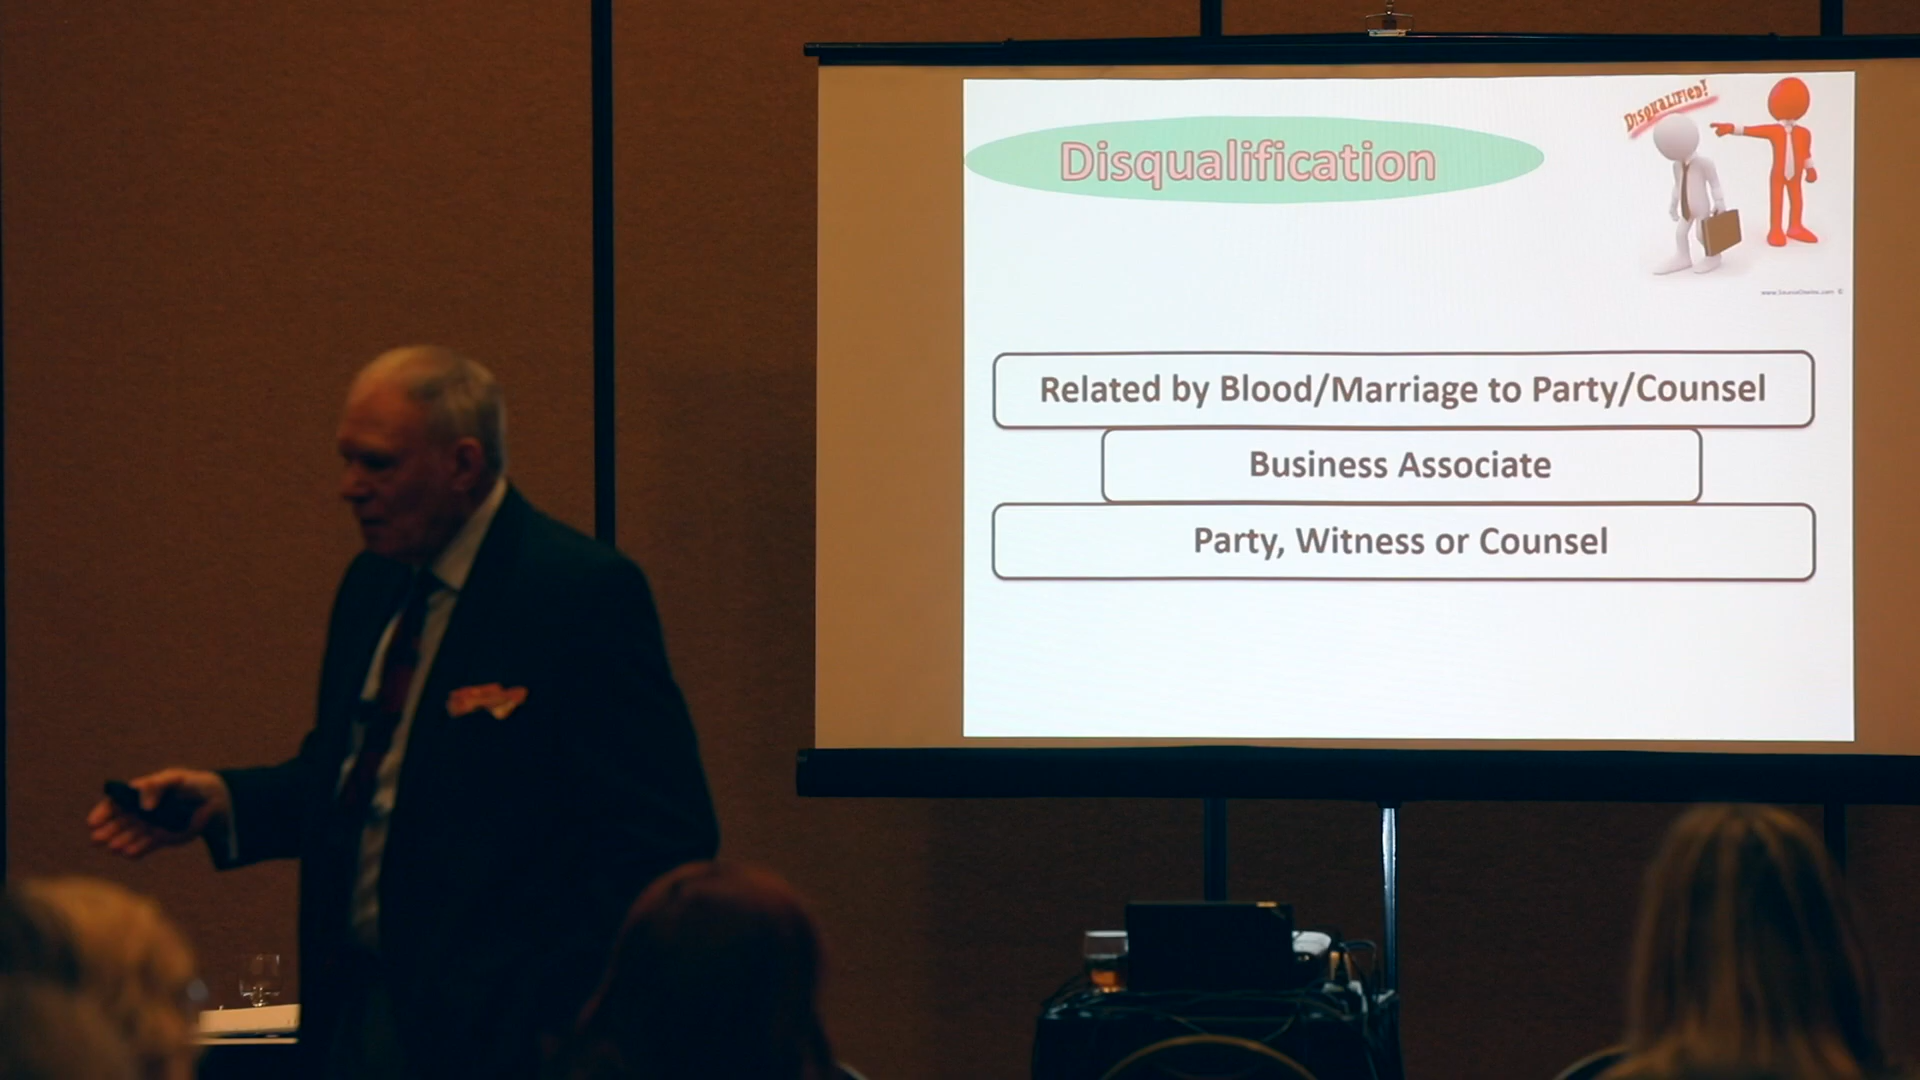 Disqualified!
Disqualification
Related by Blood/Marriage to Party/Counsel
Business Associate
Party, Witness or Counsel